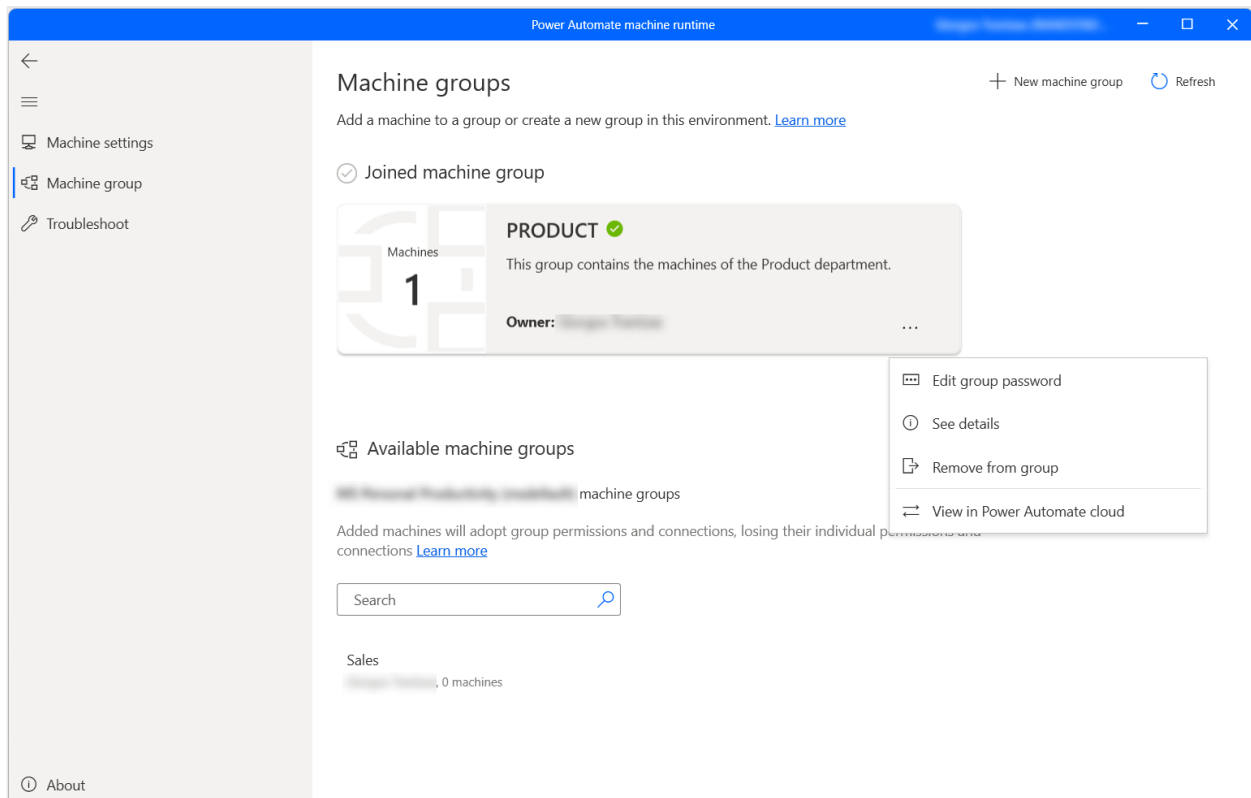 Power Automate machine runtime
Machine settings
Machine group
Troubleshoot
About
Machine groups
New machine group
Refresh
Add a machine to a group or create a new group in this environment. Learn more
Joined machine group
Machines
1
PRODUCT
This group contains the machines of the Product department.
Owner:
...
Edit group password
See details
Remove from group
View in Power Automate cloud
Available machine groups
machine groups
Added machines will adopt group permissions and connections, losing their individual permissions and
connections Learn more
Search
Sales
, 0 machines